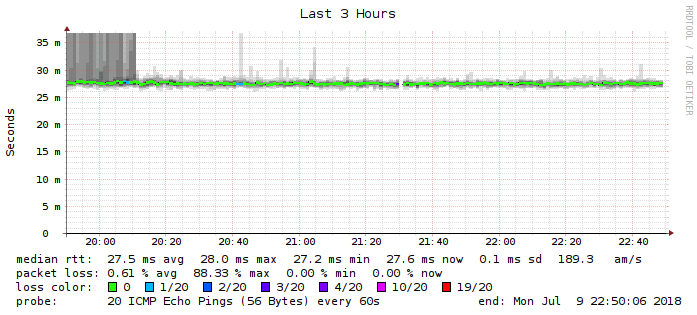 Last 3 Hours
RRDTOOL / TOBI OETIKER
Seconds
35 m
30 m
25 m
20 m
15 m
10 m
5 m
0
20:00 20:20 20:40 21:00 21:20 21:40 22:00 22:20 22:40
median rtt: 27.5 ms avg 28.0 ms max 27.2 ms min 27.6 ms now 0.1 ms sd 189.3 am/s
packet loss: 0.61 % avg 88.33 % max 0.00 % min 0.00 % now
loss color: 0 1/20 2/20 3/20 4/20 10/20 19/20
probe: 20 ICMP Echo Pings (56 Bytes) every 60s end: Mon Jul 9 22:50:06 2018